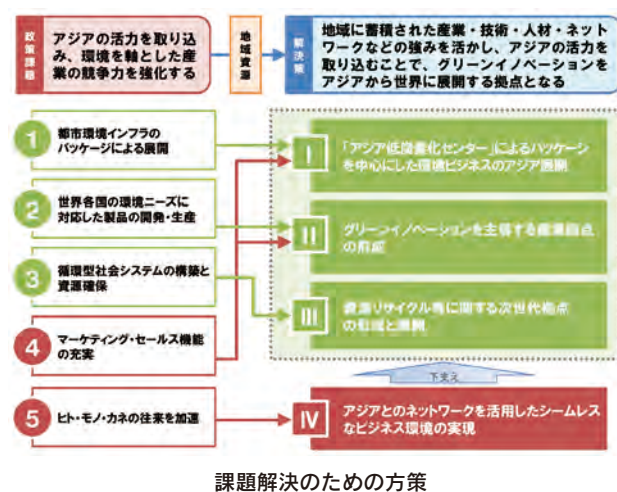 政策課題
アジアの活力を取り込
み、環境を軸とした産
業の競争力を強化する
地域資源
解決策
地域に蓄積された産業・技術・人材・ネット
ワークなどの強みを活かし、アジアの活力を
取り込むことで、グリーンイノベーションを
アジアから世界に展開する拠点となる
1
都市環境インフラの
パッケージによる展開
2
世界各国の環境ニーズに
対応した製品の開発・生産
3
循環型社会システムの構築と
資源確保
4
マーケティング・セールス機能
の充実
5
ヒト・モノ・カネの往来を加速
I
「アジア低炭素化センター」によるパッケージ
を中心にした環境ビジネスのアジア展開
II
グリーンイノベーションを主導する産業拠点
の形成
III
資源リサイクル等に関する次世代拠点
の形成と展開
下支え
IV
アジアとのネットワークを活用したシームレス
なビジネス環境の実現
課題解決のための方策